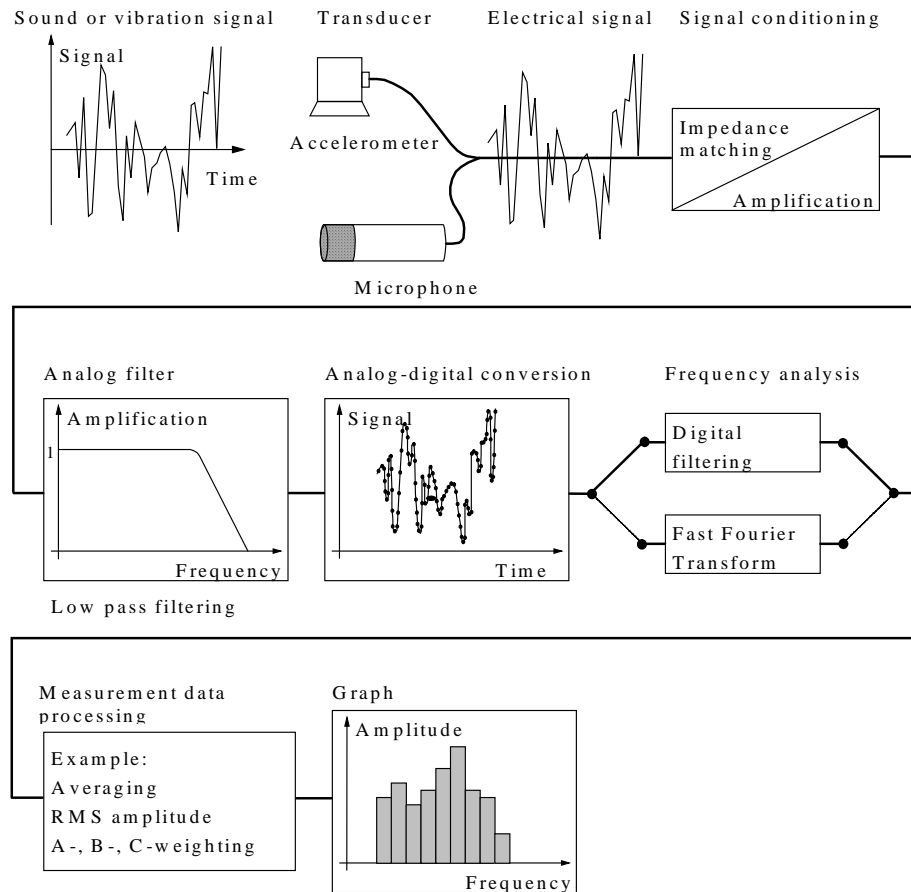 Sound or vibration signal
Transducer
Electrical signal
Signal conditioning
Signal
Time
Accelerometer
Microphone
Impedance
matching
Amplification
Analog filter
Amplification
1
Frequency
Low pass filtering
Analog-digital conversion
Signal
Time
Frequency analysis
Digital
filtering
Fast Fourier
Transform
Measurement data
processing
Example:
Averaging
RMS amplitude
A-, B-, C-weighting
Graph
Amplitude
Frequency